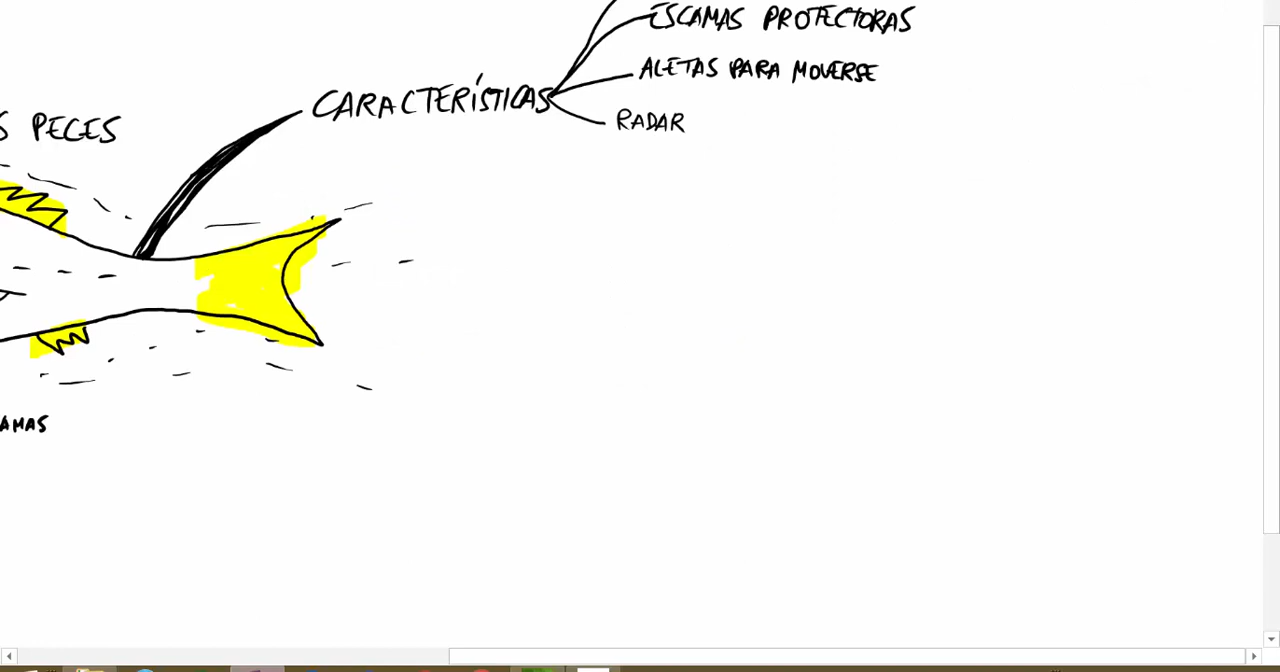 ESCAMAS PROTECTORAS
ALETAS PARA MOVERSE
CARACTERÍSTICAS
RADAR
S PECES
AMAS